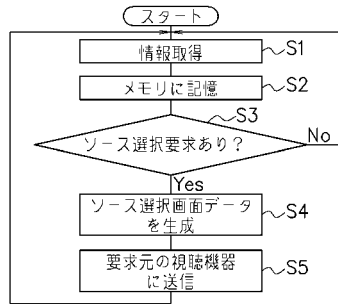 スタート
情報取得
S1
メモリに記憶
S2
S3
ソース選択要求あり？
No
Yes
ソース選択画面データ
を生成
S4
要求元の視聴機器
に送信
S5